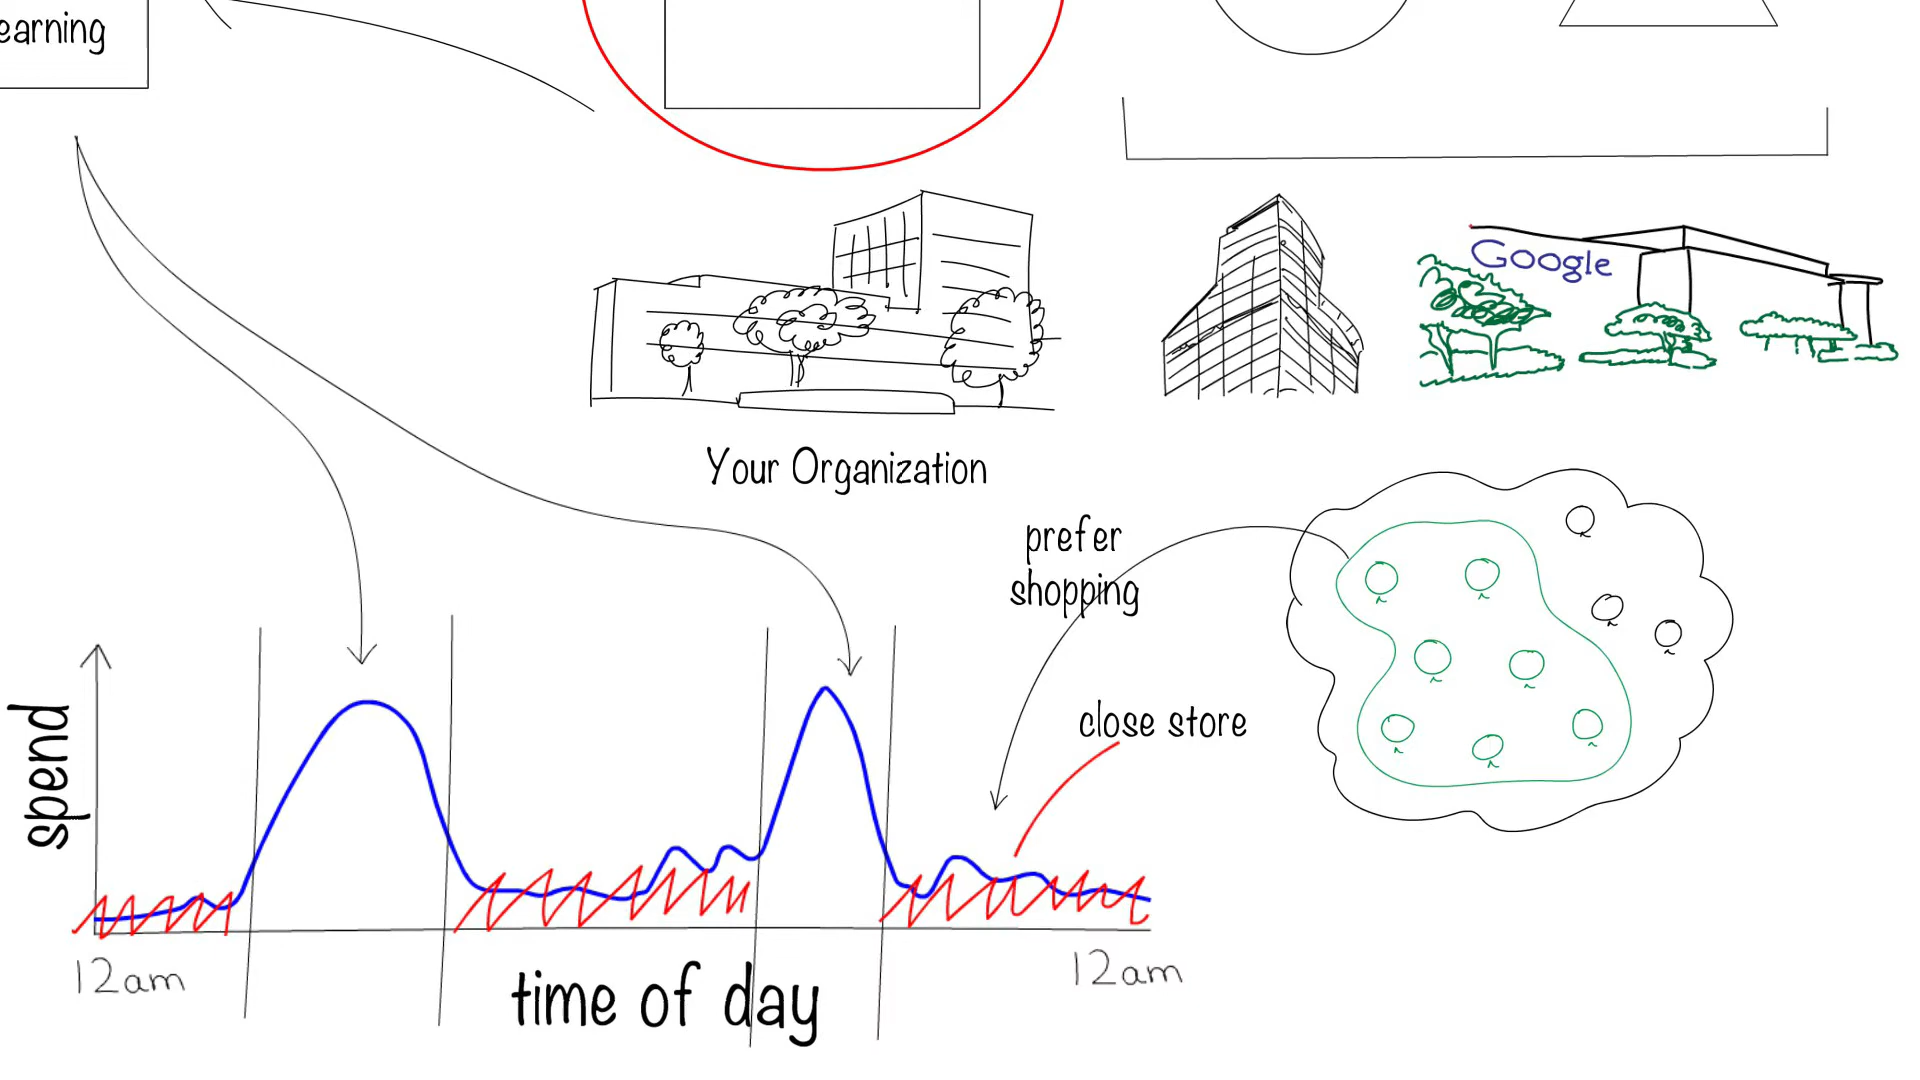 earning
Google
Your Organization
prefer
shopping
close store
spend
12am
12am
time of day